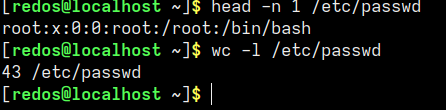 [redos@localhost ~]$ head -n 1 /etc/passwd
root:x:0:0:root:/root:/bin/bash
[redos@localhost ~]$ wc -l /etc/passwd
43 /etc/passwd
[redos@localhost ~]$